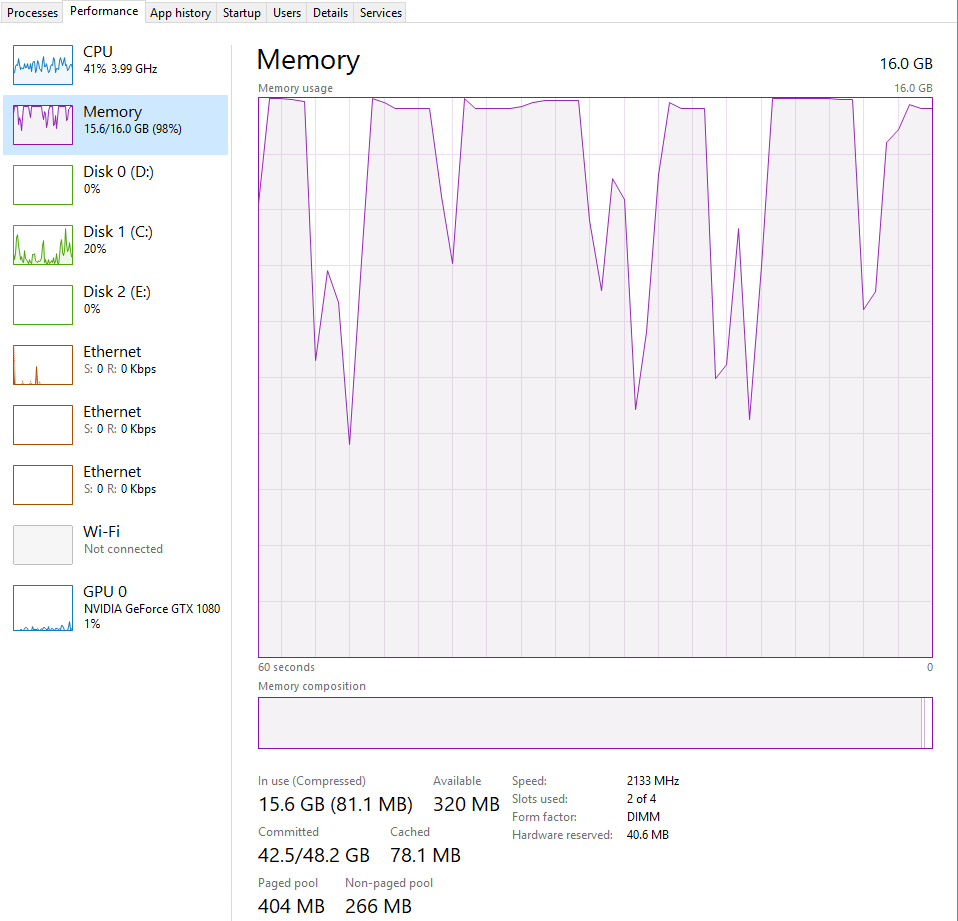 Processes Performance App history Startup Users Details Services
CPU
41% 3.99 GHz
Memory
15.6/16.0 GB (98%)
Disk 0 (D:)
0%
Disk 1 (C:)
20%
Disk 2 (E:)
0%
Ethernet
S: 0 R: 0 Kbps
Ethernet
S: 0 R: 0 Kbps
Ethernet
S: 0 R: 0 Kbps
Wi-Fi
Not connected
GPU 0
NVIDIA GeForce GTX 1080
1%
Memory 16.0 GB
Memory usage 16.0 GB
60 seconds 0
Memory composition
In use (Compressed) Available
15.6 GB (81.1 MB) 320 MB
Committed Cached
42.5/48.2 GB 78.1 MB
Paged pool Non-paged pool
404 MB 266 MB
Speed: 2133 MHz
Slots used: 2 of 4
Form factor: DIMM
Hardware reserved: 40.6 MB